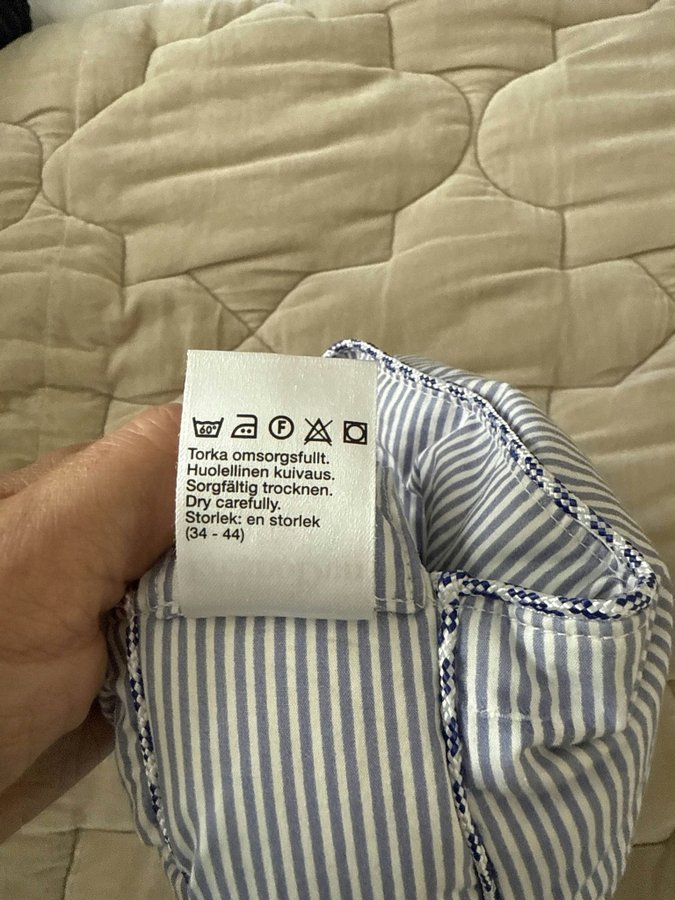 60°
F
Torka omsorgsfullt.
Huolellinen kuivaus.
Sorgfältig trocknen.
Dry carefully.
Storlek: en storlek
(34 - 44)